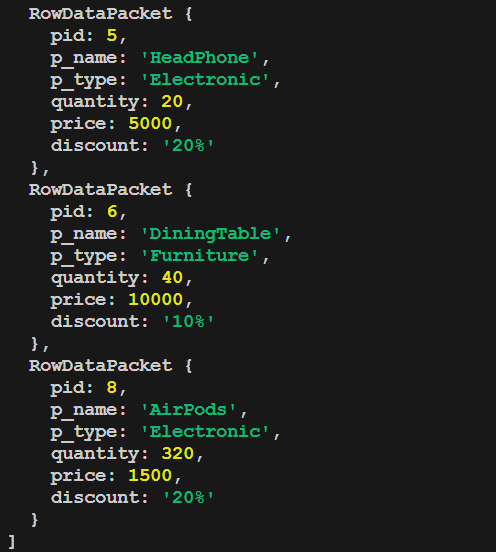 RowDataPacket {
pid: 5,
p_name: 'HeadPhone',
p_type: 'Electronic',
quantity: 20,
price: 5000,
discount: '20%'
},
RowDataPacket {
pid: 6,
p_name: 'DiningTable',
p_type: 'Furniture',
quantity: 40,
price: 10000,
discount: '10%'
},
RowDataPacket {
pid: 8,
p_name: 'AirPods',
p_type: 'Electronic',
quantity: 320,
price: 1500,
discount: '20%'
}
]